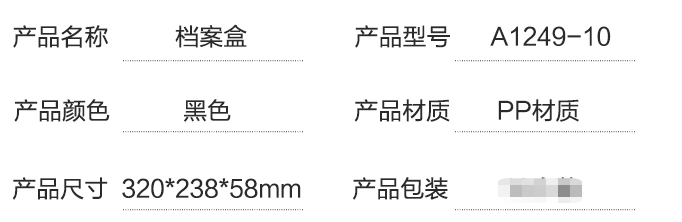 产品名称 档案盒 产品型号 A1249-10
产品颜色 黑色 产品材质 PP材质
产品尺寸 320*238*58mm 产品包装